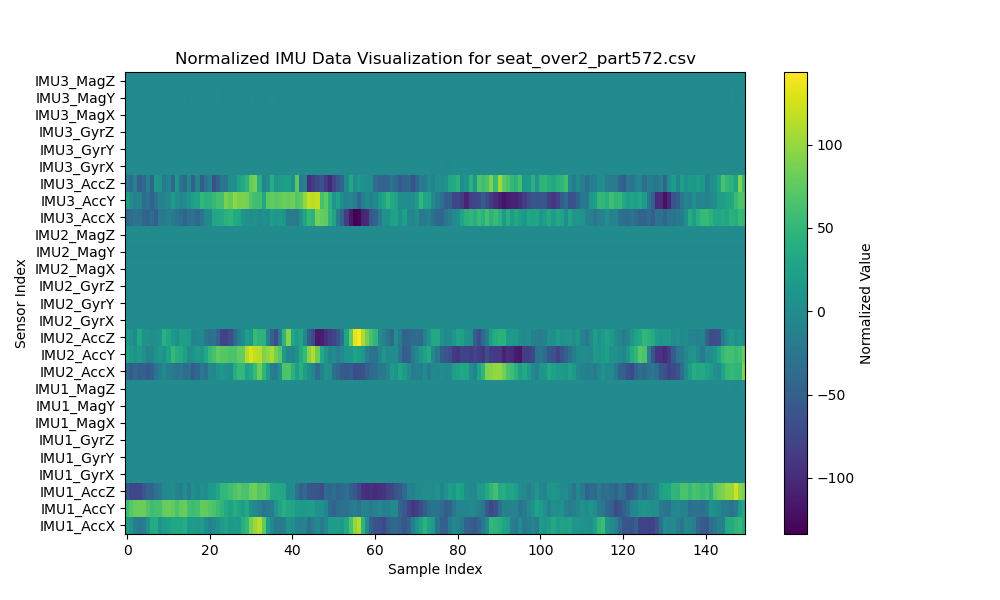 Normalized IMU Data Visualization for seat_over2_part572.csv
IMU3_MagZ
IMU3_MagY
IMU3_MagX
IMU3_GyrZ
IMU3_GyrY
IMU3_GyrX
IMU3_AccZ
IMU3_AccY
IMU3_AccX
IMU2_MagZ
IMU2_MagY
IMU2_MagX
IMU2_GyrZ
IMU2_GyrY
IMU2_GyrX
IMU2_AccZ
IMU2_AccY
IMU2_AccX
IMU1_MagZ
IMU1_MagY
IMU1_MagX
IMU1_GyrZ
IMU1_GyrY
IMU1_GyrX
IMU1_AccZ
IMU1_AccY
IMU1_AccX
Sensor Index
0 20 40 60 80 100 120 140
Sample Index
100
50
0
−50
−100
Normalized Value